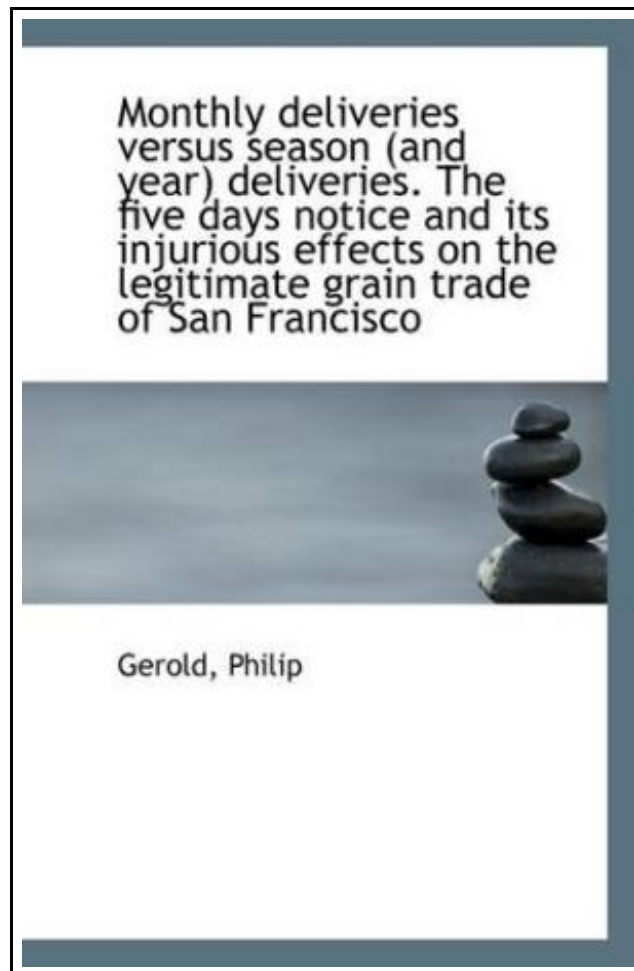 Monthly deliveries
versus season (and
year) deliveries. The
five days notice and its
injurious effects on the
legitimate grain trade
of San Francisco
Gerold, Philip